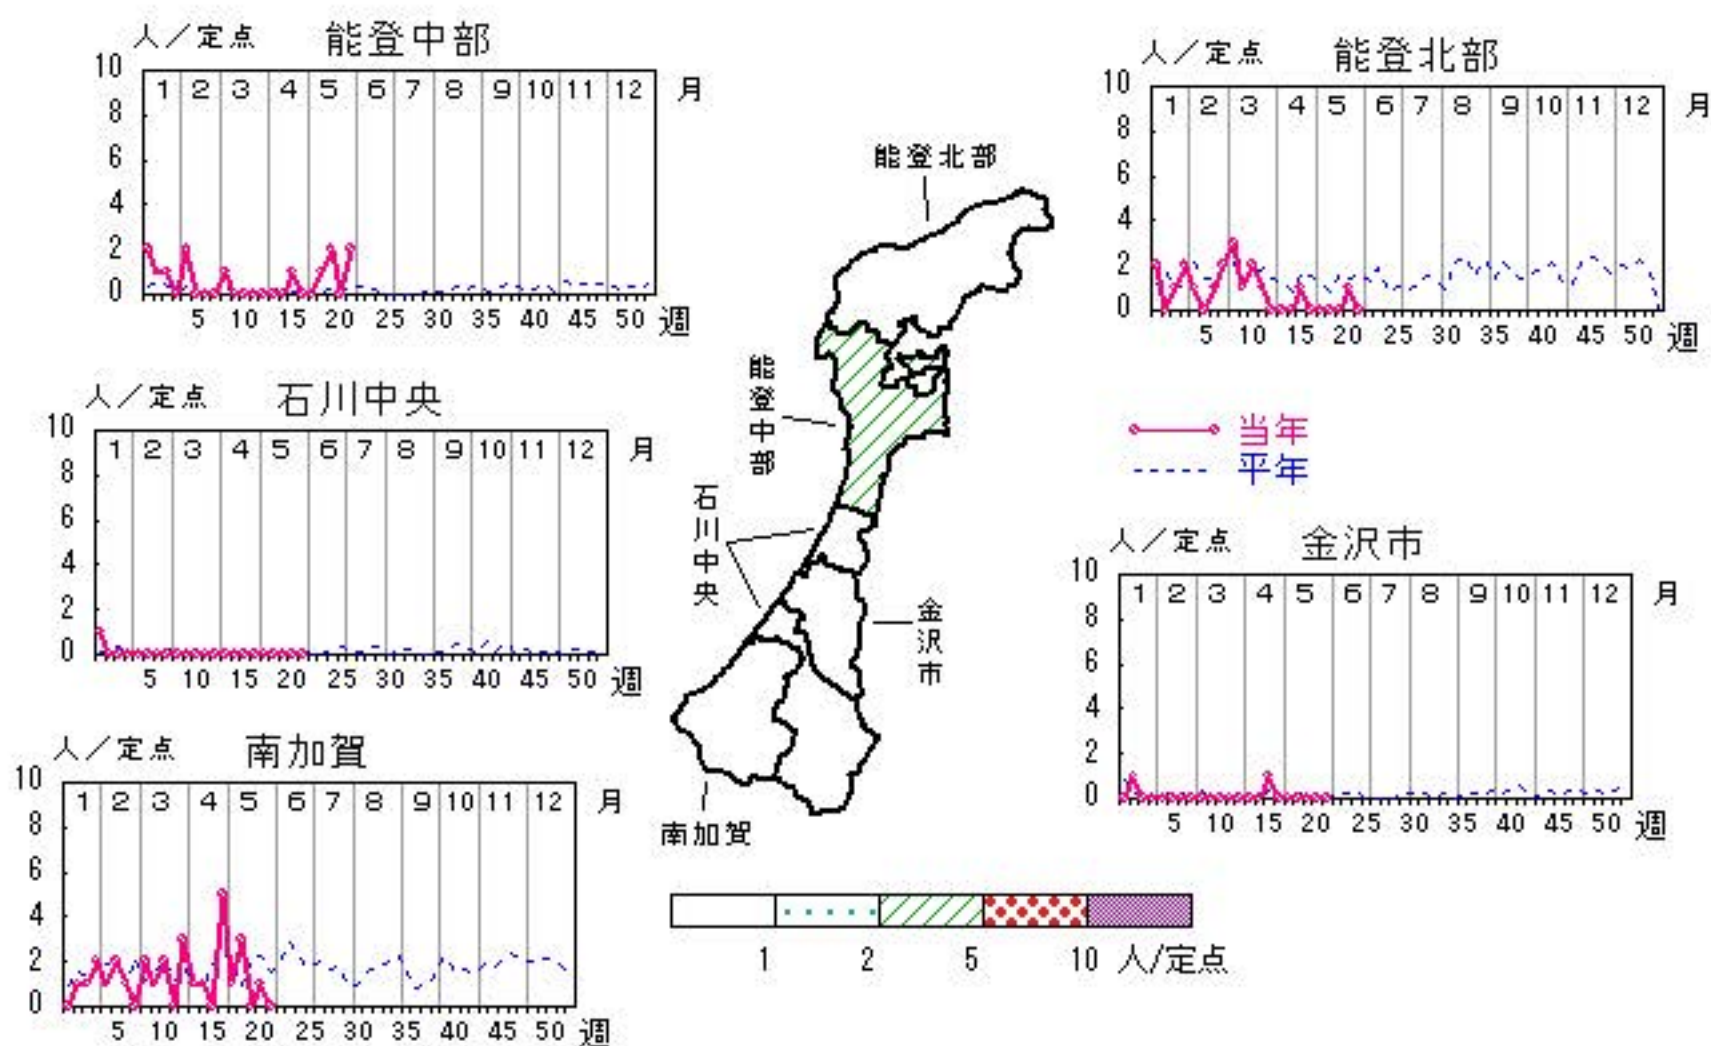 人／定点 能登中部
10 8 6 4 2 0
1 2 3 4 5 6 7 8 9 10 11 12 月
5 10 15 20 25 30 35 40 45 50 週
人／定点 能登北部
10 8 6 4 2 0
1 2 3 4 5 6 7 8 9 10 11 12 月
5 10 15 20 25 30 35 40 45 50 週
能登北部
能登中部
石川中央
金沢市
南加賀
人／定点 石川中央
10 8 6 4 2 0
1 2 3 4 5 6 7 8 9 10 11 12 月
5 10 15 20 25 30 35 40 45 50 週
当年
平年
人／定点 金沢市
10 8 6 4 2 0
1 2 3 4 5 6 7 8 9 10 11 12 月
5 10 15 20 25 30 35 40 45 50 週
人／定点 南加賀
10 8 6 4 2 0
1 2 3 4 5 6 7 8 9 10 11 12 月
5 10 15 20 25 30 35 40 45 50 週
1 2 5 10 人/定点